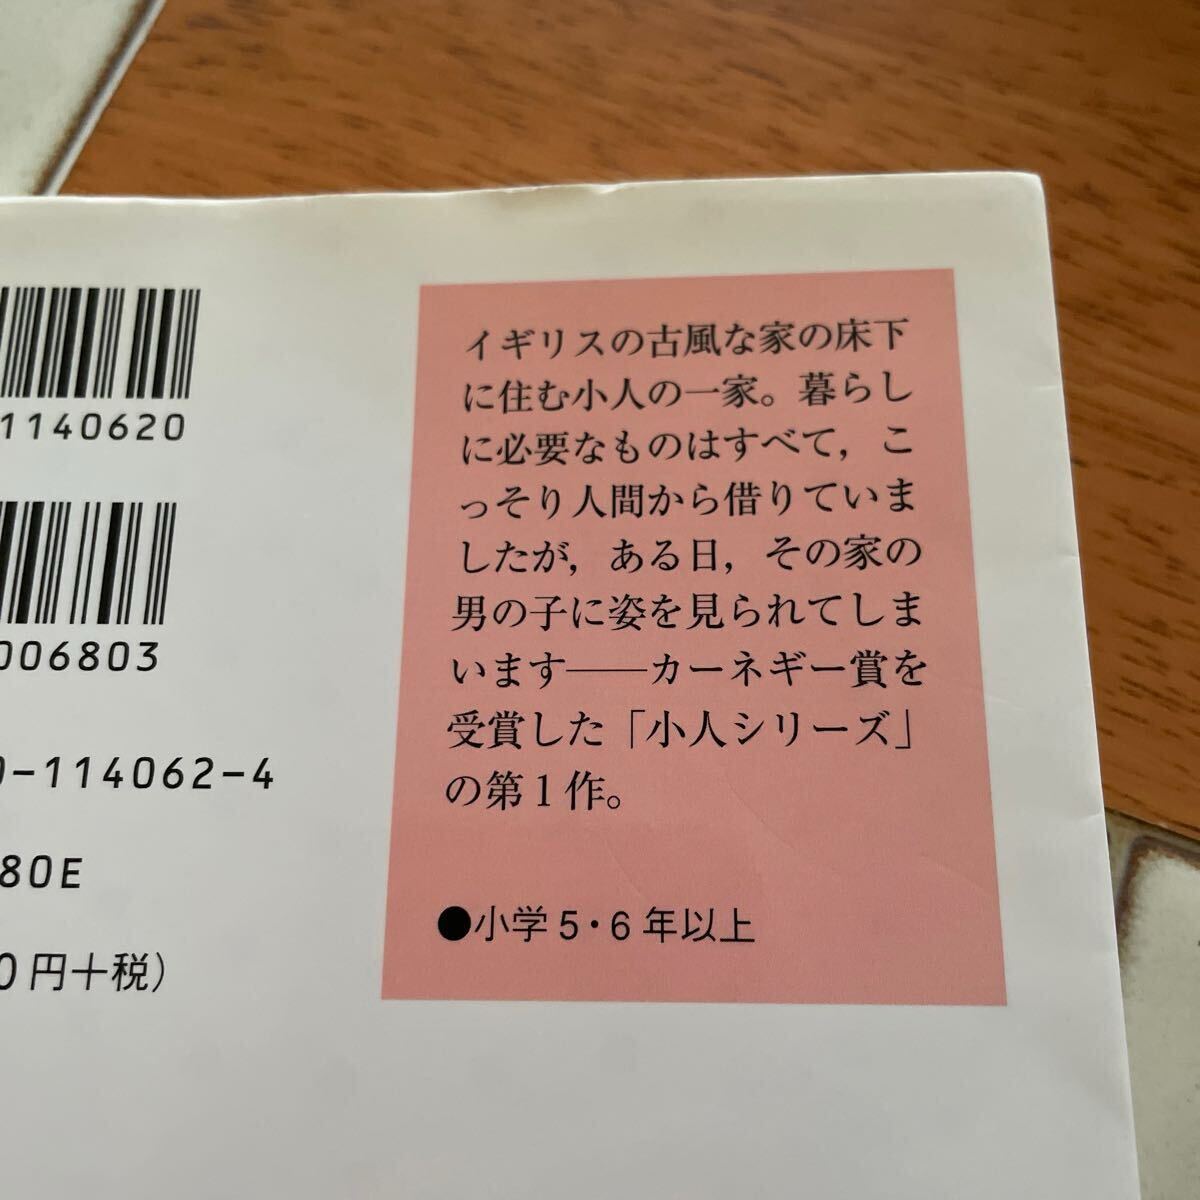 1140620
006803
-114062-4
80E
0円+税)
イギリスの古風な家の床下
に住む小人の一家。暮らし
に必要なものはすべて，こ
っそり人間から借りていま
したが，ある日，その家の
男の子に姿を見られてしま
います――カーネギー賞を
受賞した「小人シリーズ」
の第1作。
●小学5・6年以上